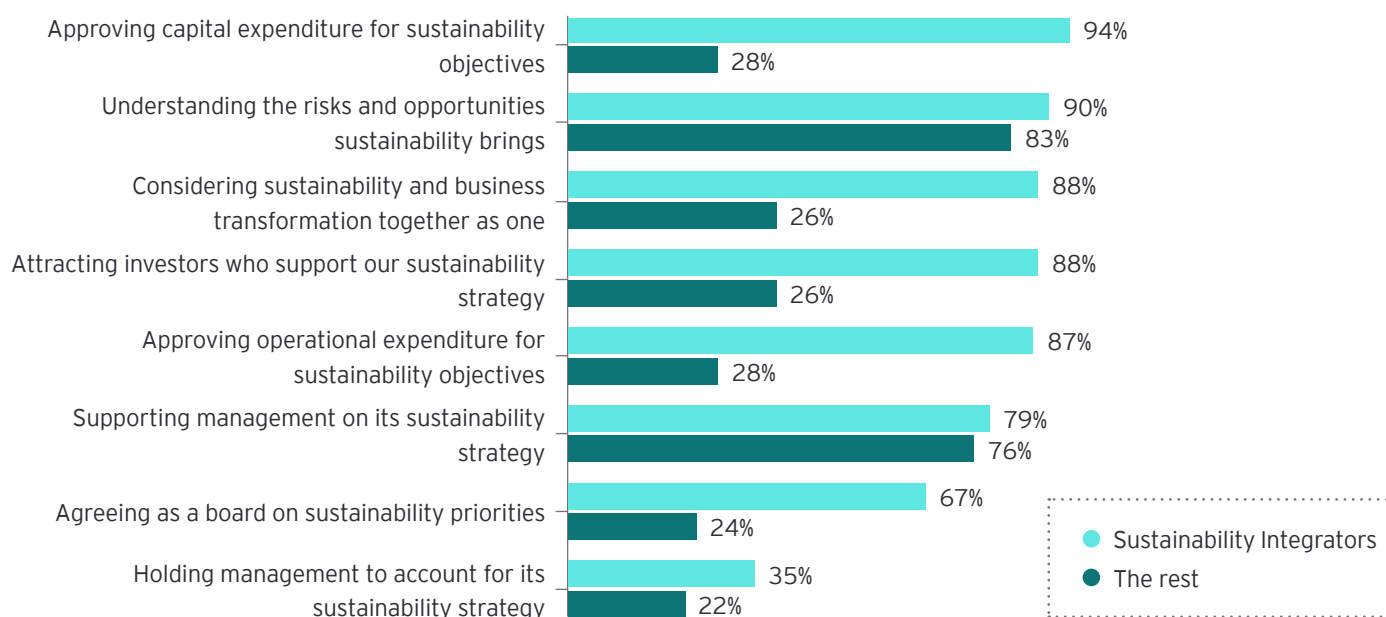 Approving capital expenditure for sustainability
objectives
94%
28%
Understanding the risks and opportunities
sustainability brings
90%
83%
Considering sustainability and business
transformation together as one
88%
26%
Attracting investors who support our sustainability
strategy
88%
26%
Approving operational expenditure for
sustainability objectives
87%
28%
Supporting management on its sustainability
strategy
79%
76%
Agreeing as a board on sustainability priorities
67%
24%
Holding management to account for its
sustainability strategy
35%
22%
Sustainability Integrators
The rest